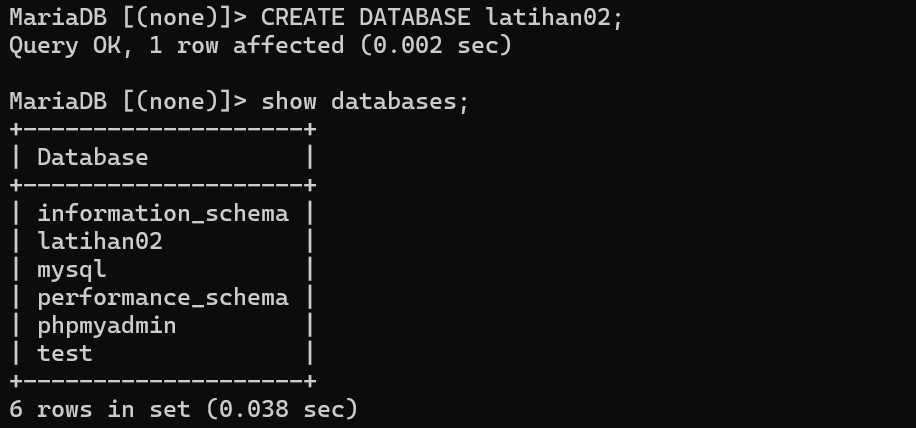 MariaDB [(none)]> CREATE DATABASE latihan02;
Query OK, 1 row affected (0.002 sec)

MariaDB [(none)]> show databases;
+--------------------+
| Database           |
+--------------------+
| information_schema |
| latihan02          |
| mysql              |
| performance_schema |
| phpmyadmin         |
| test               |
+--------------------+
6 rows in set (0.038 sec)